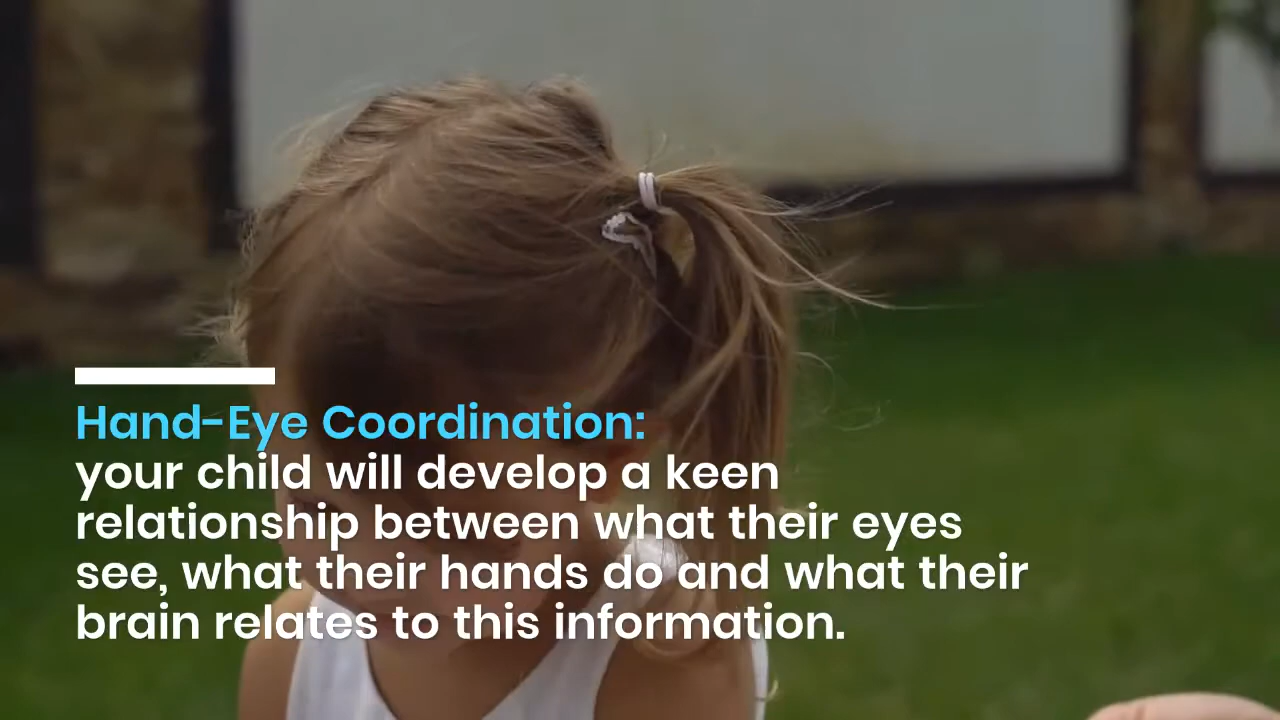 Hand-Eye Coordination:
your child will develop a keen
relationship between what their eyes
see, what their hands do and what their
brain relates to this information.